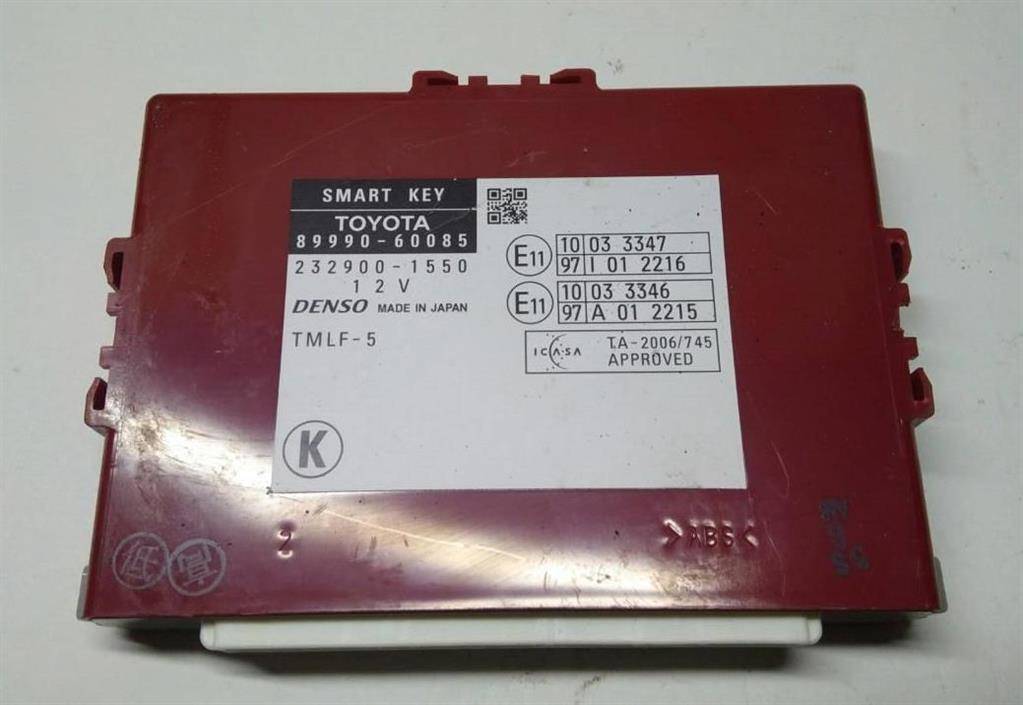 SMART KEY
TOYOTA
89990-60085
232900-1550
12V
DENSO MADE IN JAPAN
TMLF-5
E11 10 03 3347
97 I 01 2216
E11 10 03 3346
97 A 01 2215
ICASA TA-2006/745
APPROVED
K
2
>ABS<